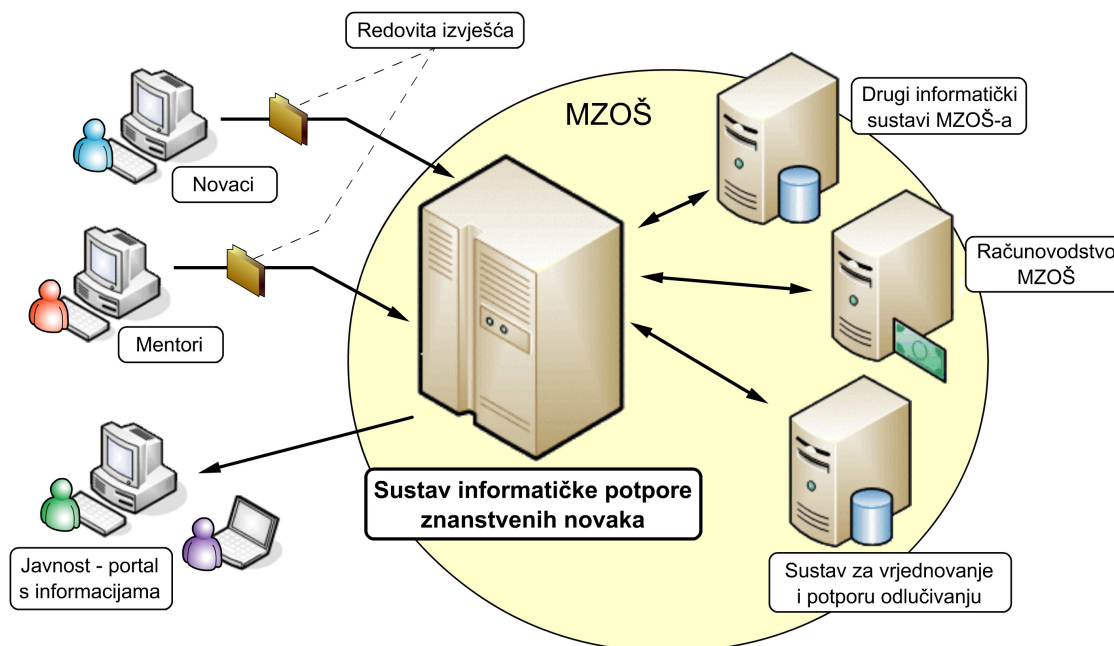 Redovita izvješća
MZOŠ
Drugi informatički
sustavi MZOŠ-a
Novaci
Računovodstvo
MZOŠ
Mentori
Sustav informatičke potpore
znanstvenih novaka
Javnost - portal
s informacijama
Sustav za vrjednovanje
i potporu odlučivanju